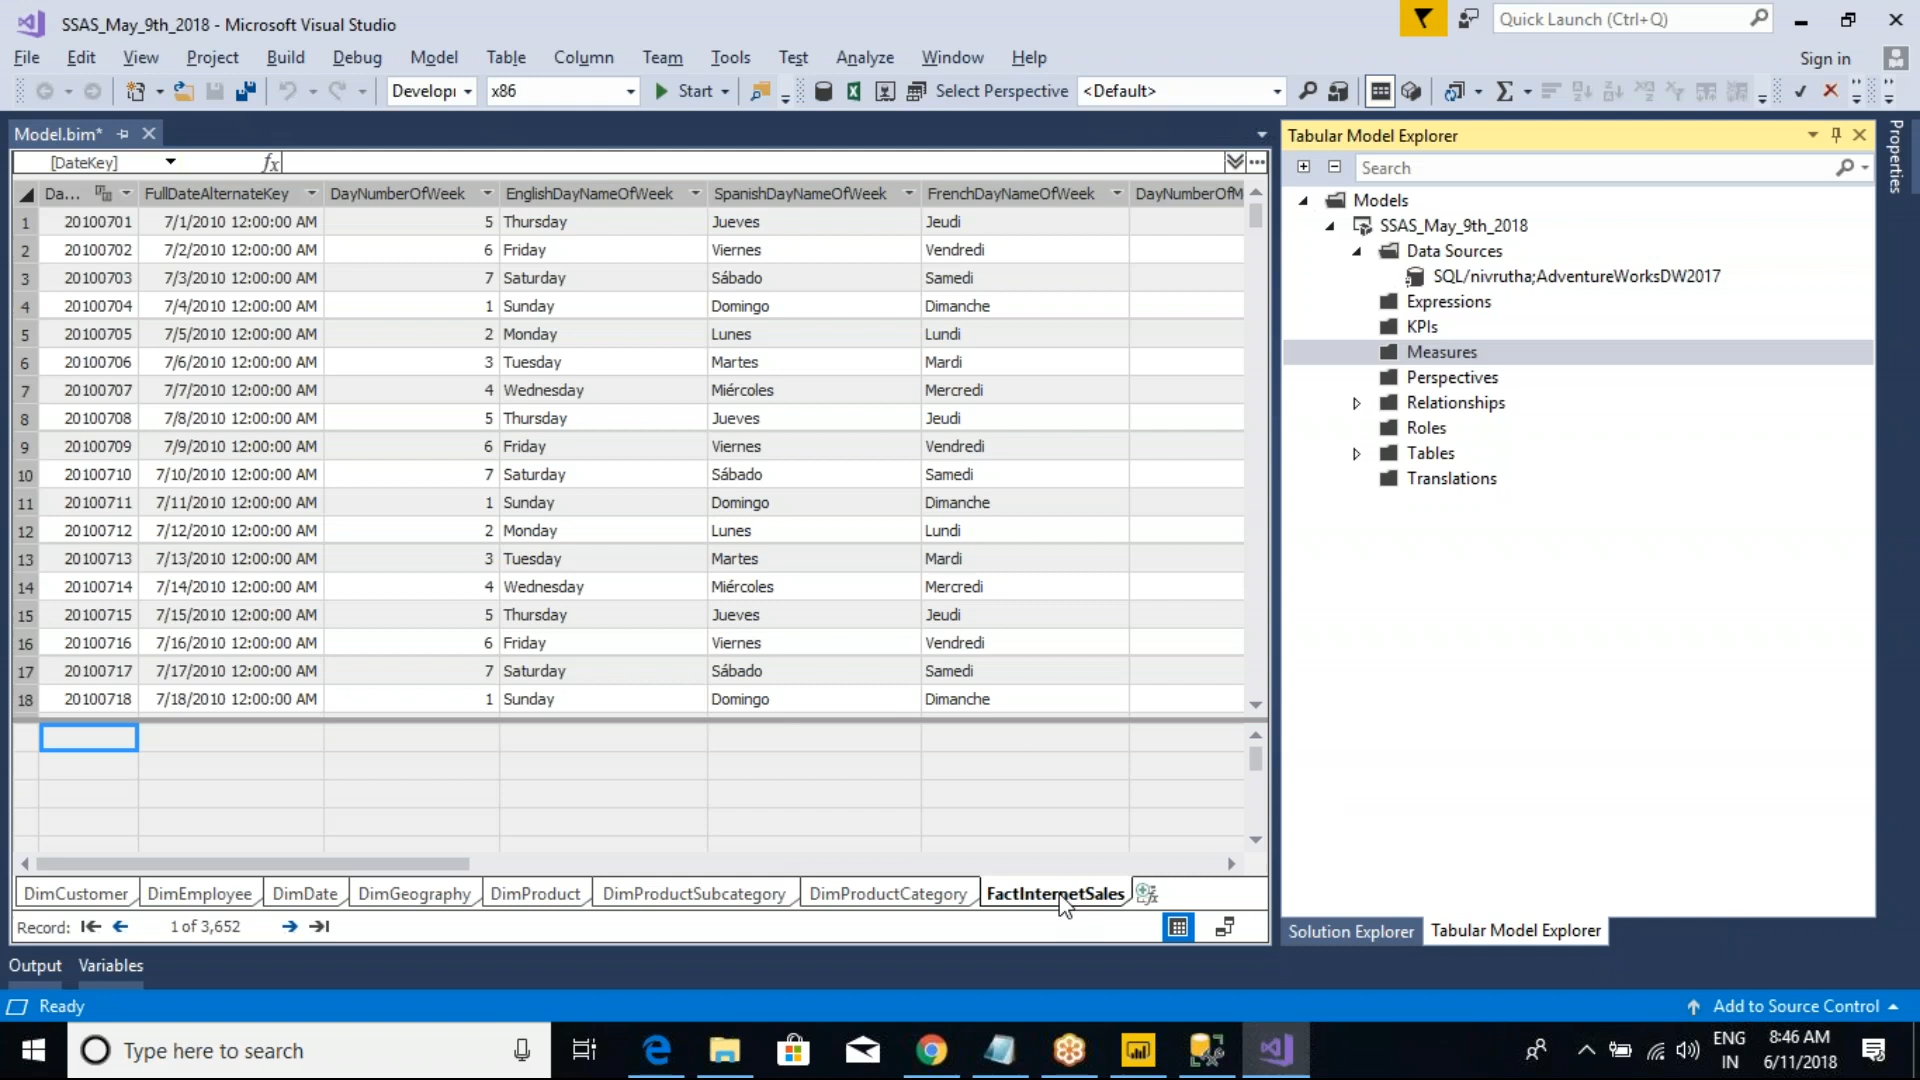 SSAS_May_9th_2018 - Microsoft Visual Studio
Quick Launch (Ctrl+Q)
File Edit View Project Build Debug Model Table Column Team Tools Test Analyze Window Help
Sign in
Developi x86 Start Select Perspective <Default>
Model.bim*
[DateKey] fx
Da... FullDateAlternateKey DayNumberOfWeek EnglishDayNameOfWeek SpanishDayNameOfWeek FrenchDayNameOfWeek DayNumberOfM
1 20100701 7/1/2010 12:00:00 AM 5 Thursday Jueves Jeudi
2 20100702 7/2/2010 12:00:00 AM 6 Friday Viernes Vendredi
3 20100703 7/3/2010 12:00:00 AM 7 Saturday Sábado Samedi
4 20100704 7/4/2010 12:00:00 AM 1 Sunday Domingo Dimanche
5 20100705 7/5/2010 12:00:00 AM 2 Monday Lunes Lundi
6 20100706 7/6/2010 12:00:00 AM 3 Tuesday Martes Mardi
7 20100707 7/7/2010 12:00:00 AM 4 Wednesday Miércoles Mercredi
8 20100708 7/8/2010 12:00:00 AM 5 Thursday Jueves Jeudi
9 20100709 7/9/2010 12:00:00 AM 6 Friday Viernes Vendredi
10 20100710 7/10/2010 12:00:00 AM 7 Saturday Sábado Samedi
11 20100711 7/11/2010 12:00:00 AM 1 Sunday Domingo Dimanche
12 20100712 7/12/2010 12:00:00 AM 2 Monday Lunes Lundi
13 20100713 7/13/2010 12:00:00 AM 3 Tuesday Martes Mardi
14 20100714 7/14/2010 12:00:00 AM 4 Wednesday Miércoles Mercredi
15 20100715 7/15/2010 12:00:00 AM 5 Thursday Jueves Jeudi
16 20100716 7/16/2010 12:00:00 AM 6 Friday Viernes Vendredi
17 20100717 7/17/2010 12:00:00 AM 7 Saturday Sábado Samedi
18 20100718 7/18/2010 12:00:00 AM 1 Sunday Domingo Dimanche
DimCustomer DimEmployee DimDate DimGeography DimProduct DimProductSubcategory DimProductCategory FactInternetSales
Record: 1 of 3,652
Tabular Model Explorer
Search
Models
SSAS_May_9th_2018
Data Sources
SQL/nivrutha;AdventureWorksDW2017
Expressions
KPIs
Measures
Perspectives
Relationships
Roles
Tables
Translations
Solution Explorer Tabular Model Explorer
Properties
Output Variables
Ready
Add to Source Control
Type here to search
ENG
IN
8:46 AM
6/11/2018